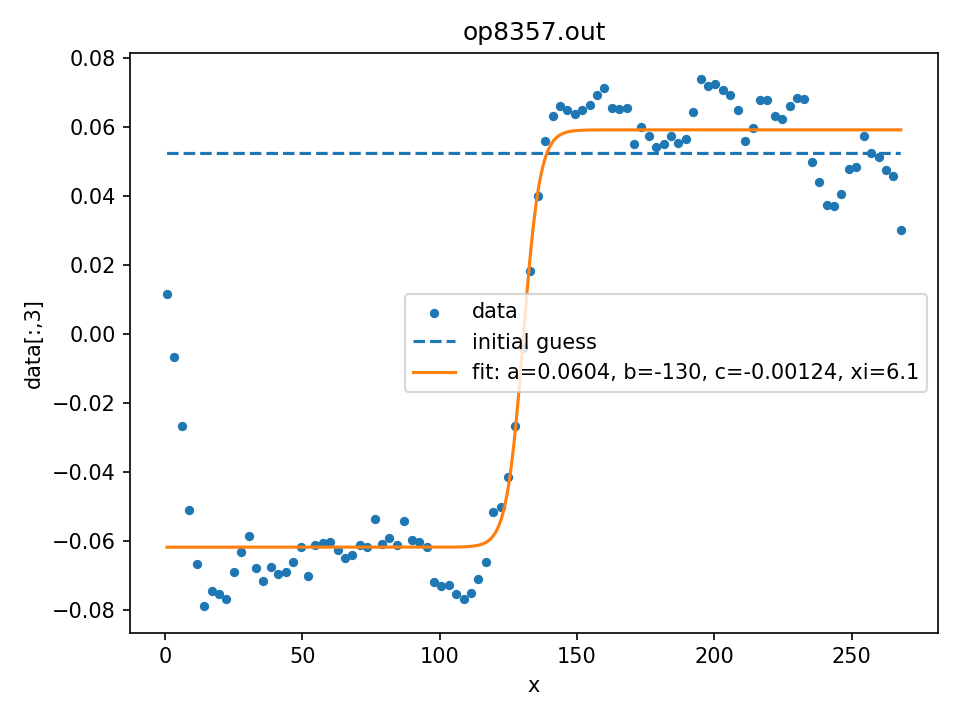 op8357.out
0.08
0.06
0.04
0.02
0.00
−0.02
−0.04
−0.06
−0.08
data[:,3]
data
initial guess
fit: a=0.0604, b=-130, c=-0.00124, xi=6.1
0 50 100 150 200 250
x